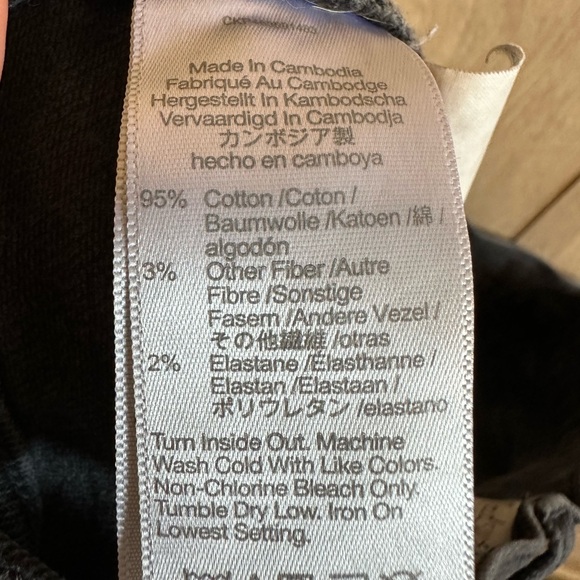 Made In Cambodia
Fabriqué Au Cambodge
Hergestellt In Kambodscha
Vervaardigd In Cambodja
カンボジア製
hecho en camboya
95% Cotton /Coton /
Baumwolle /Katoen /綿 /
algodón
3% Other Fiber /Autre
Fibre /Sonstige
Fasern /Andere Vezel /
その他繊維 /otras
2% Elastane /Elasthanne /
Elastan /Elastaan /
ポリウレタン /elastano
Turn Inside Out. Machine
Wash Cold With Like Colors.
Non-Chlorine Bleach Only.
Tumble Dry Low. Iron On
Lowest Setting.